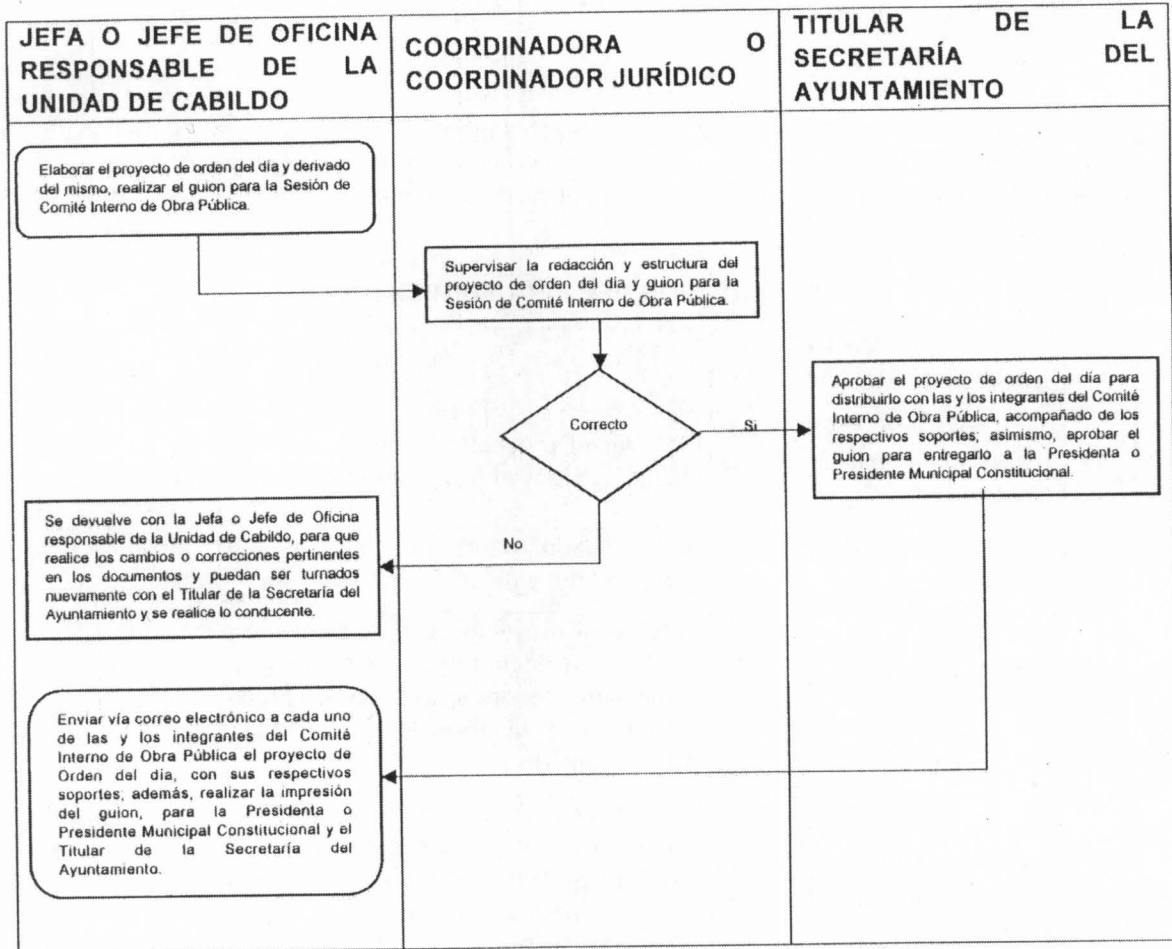 JEFA O JEFE DE OFICINA
RESPONSABLE DE LA
UNIDAD DE CABILDO
COORDINADORA O
COORDINADOR JURÍDICO
TITULAR DE LA
SECRETARÍA DEL
AYUNTAMIENTO
Elaborar el proyecto de orden del día y derivado
del mismo, realizar el guion para la Sesión de
Comité Interno de Obra Pública.
Supervisar la redacción y estructura del
proyecto de orden del día y guion para la
Sesión de Comité Interno de Obra Pública.
Correcto
Si
Aprobar el proyecto de orden del día para
distribuirlo con las y los integrantes del Comité
Interno de Obra Pública, acompañado de los
respectivos soportes; asimismo, aprobar el
guion para entregarlo a la Presidenta o
Presidente Municipal Constitucional.
No
Se devuelve con la Jefa o Jefe de Oficina
responsable de la Unidad de Cabildo, para que
realice los cambios o correcciones pertinentes
en los documentos y puedan ser turnados
nuevamente con el Titular de la Secretaría del
Ayuntamiento y se realice lo conducente.
Enviar vía correo electrónico a cada uno
de las y los integrantes del Comité
Interno de Obra Pública el proyecto de
Orden del día, con sus respectivos
soportes; además, realizar la impresión
del guion, para la Presidenta o
Presidente Municipal Constitucional y el
Titular de la Secretaría del
Ayuntamiento.